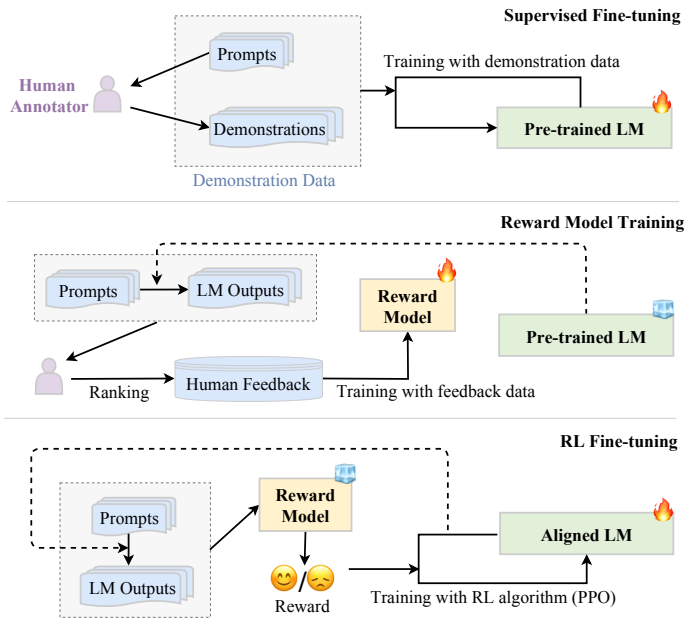 Supervised Fine-tuning
Prompts
Training with demonstration data
Human
Annotator
Demonstrations
Pre-trained LM
Demonstration Data
Reward Model Training
Prompts
LM Outputs
Reward
Model
Pre-trained LM
Ranking
Human Feedback
Training with feedback data
RL Fine-tuning
Prompts
Reward
Model
Aligned LM
LM Outputs
/
Reward
Training with RL algorithm (PPO)